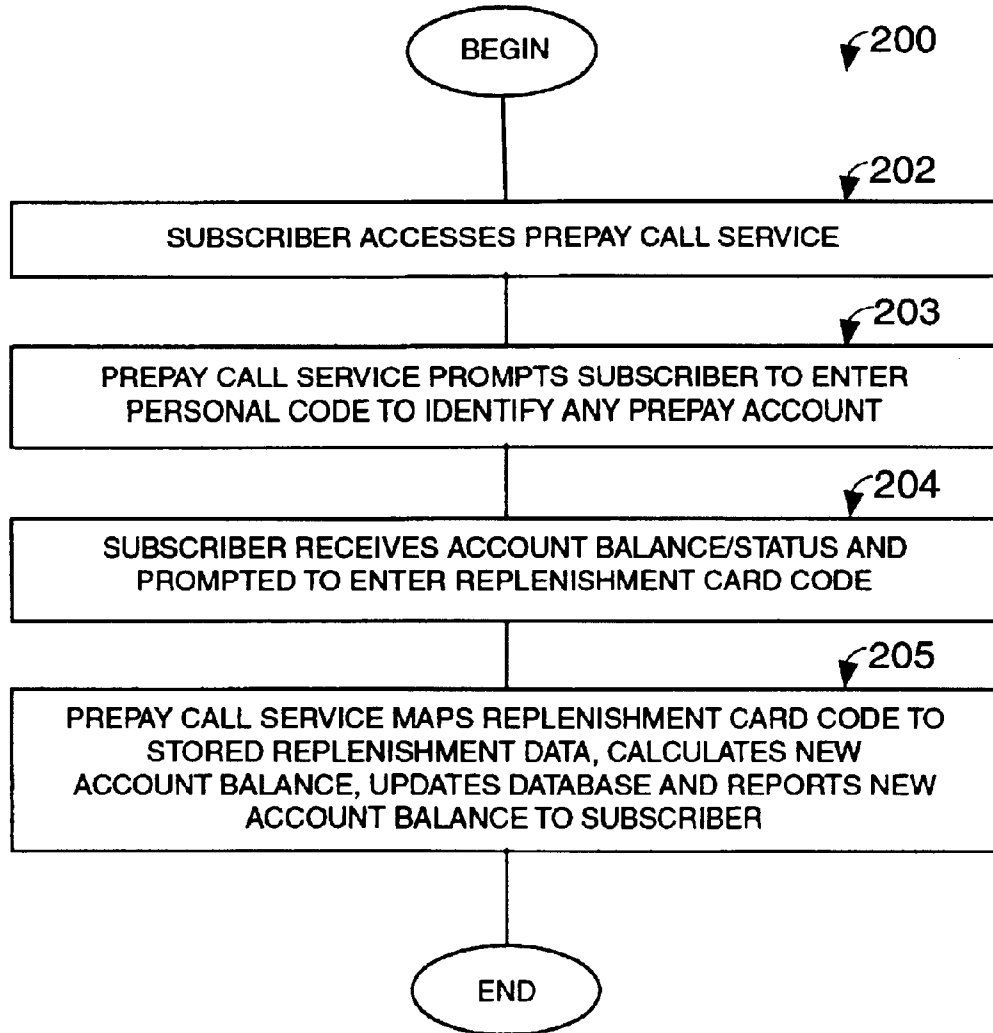 BEGIN
200
202
SUBSCRIBER ACCESSES PREPAY CALL SERVICE
203
PREPAY CALL SERVICE PROMPTS SUBSCRIBER TO ENTER
PERSONAL CODE TO IDENTIFY ANY PREPAY ACCOUNT
204
SUBSCRIBER RECEIVES ACCOUNT BALANCE/STATUS AND
PROMPTED TO ENTER REPLENISHMENT CARD CODE
205
PREPAY CALL SERVICE MAPS REPLENISHMENT CARD CODE TO
STORED REPLENISHMENT DATA, CALCULATES NEW
ACCOUNT BALANCE, UPDATES DATABASE AND REPORTS NEW
ACCOUNT BALANCE TO SUBSCRIBER
END